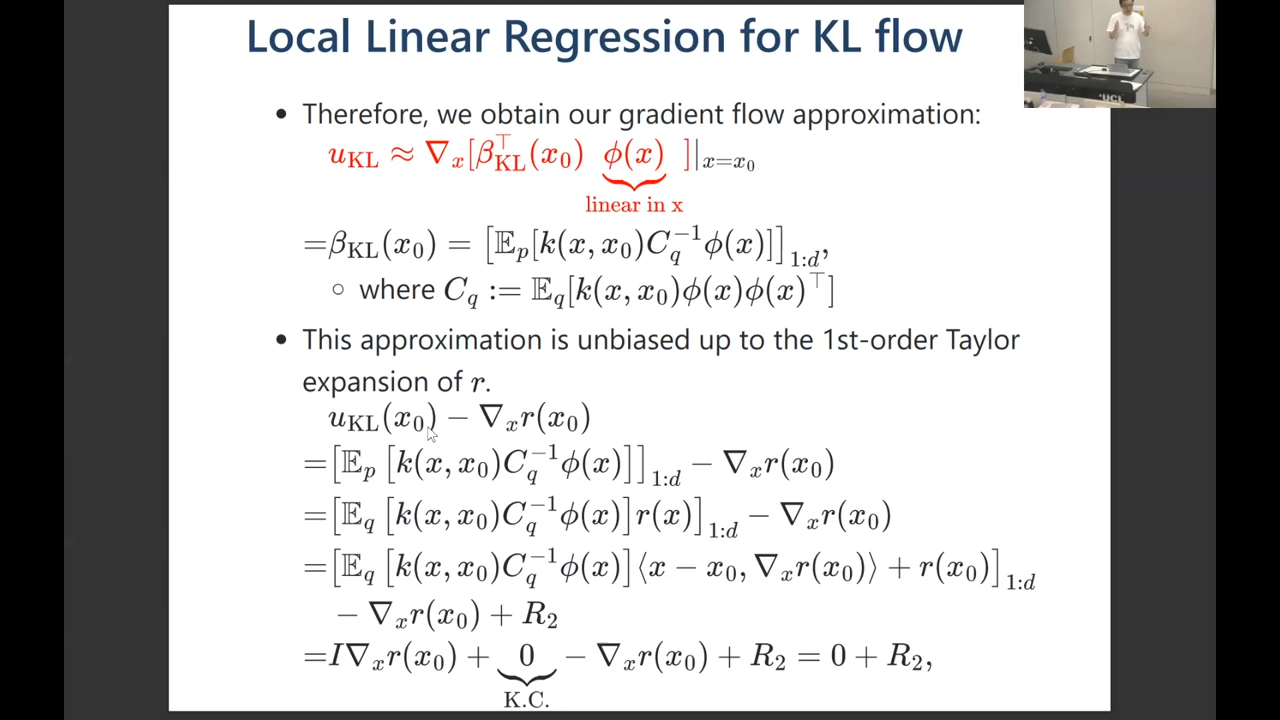 Local Linear Regression for KL flow
• Therefore, we obtain our gradient flow approximation:
u_KL ≈ ∇_x[β_KL^⊤(x_0) φ(x) ]|_{x=x_0}
linear in x
=β_KL(x_0) = [𝔼_p[k(x, x_0)C_q^{-1}φ(x)]]_{1:d},
○ where C_q := 𝔼_q[k(x, x_0)φ(x)φ(x)^⊤]
• This approximation is unbiased up to the 1st-order Taylor
expansion of r.
u_KL(x_0) − ∇_x r(x_0)
=[𝔼_p [k(x, x_0)C_q^{-1}φ(x)]]_{1:d} − ∇_x r(x_0)
=[𝔼_q [k(x, x_0)C_q^{-1}φ(x)]r(x)]_{1:d} − ∇_x r(x_0)
=[𝔼_q [k(x, x_0)C_q^{-1}φ(x)]⟨x − x_0, ∇_x r(x_0)⟩ + r(x_0)]_{1:d}
− ∇_x r(x_0) + R_2
=I∇_x r(x_0) + 0 − ∇_x r(x_0) + R_2 = 0 + R_2,
K.C.
UCL